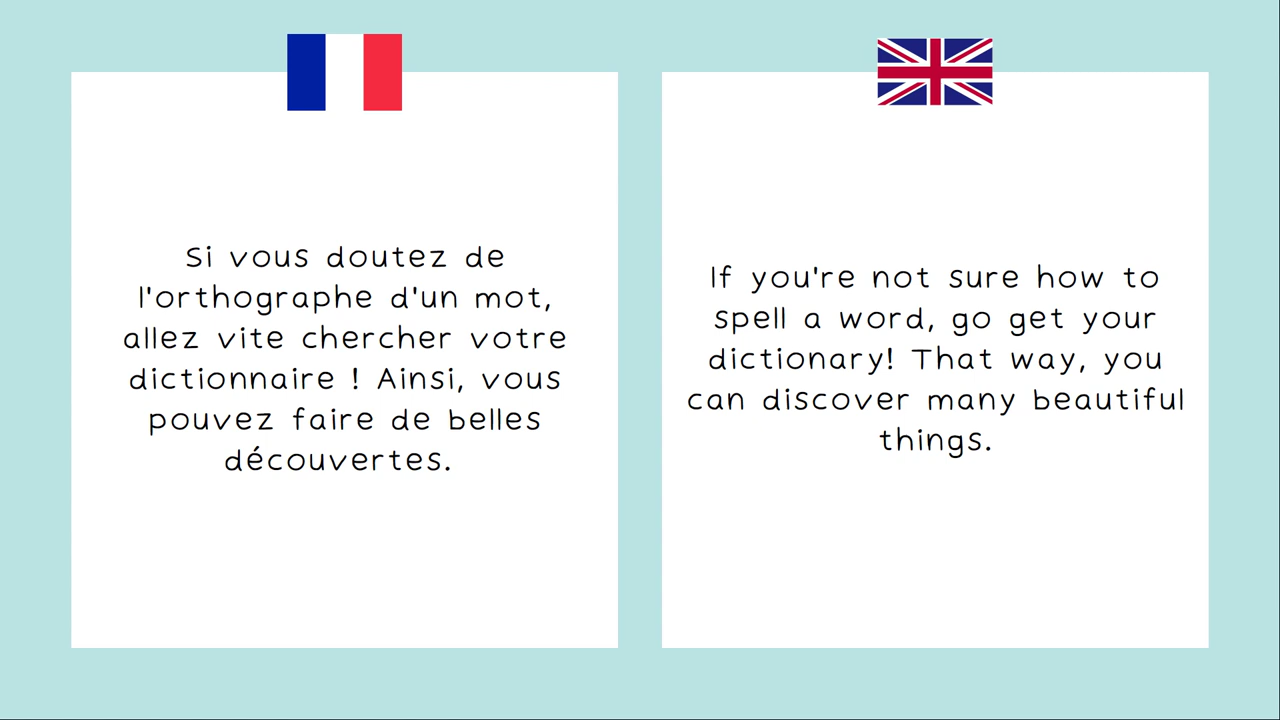 Si vous doutez de
l'orthographe d'un mot,
allez vite chercher votre
dictionnaire ! Ainsi, vous
pouvez faire de belles
découvertes.
If you're not sure how to
spell a word, go get your
dictionary! That way, you
can discover many beautiful
things.